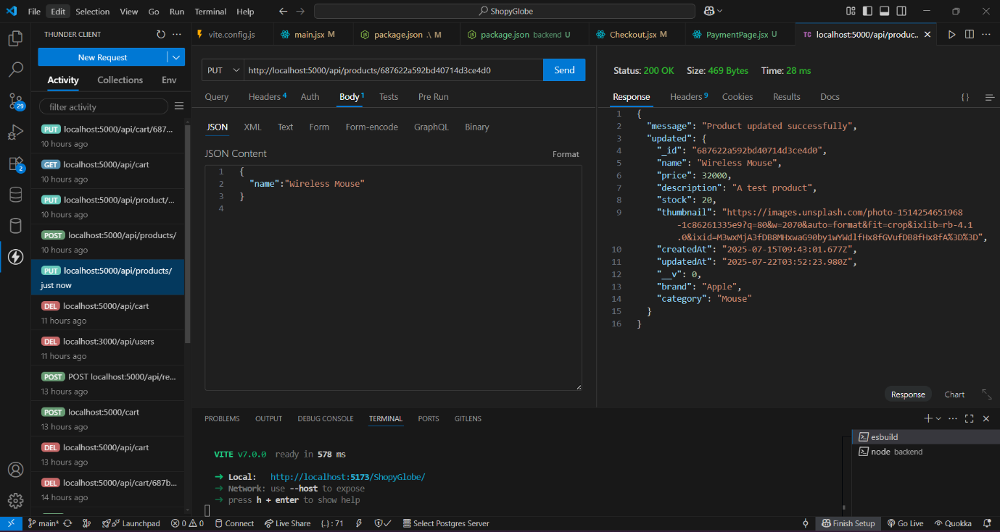 File Edit Selection View Go Run Terminal Help
ShopyGlobe
THUNDER CLIENT
New Request
Activity Collections Env
filter activity
PUT localhost:5000/api/cart/687...
10 hours ago
GET localhost:5000/api/cart
10 hours ago
PUT localhost:5000/api/product/...
10 hours ago
POST localhost:5000/api/products/
10 hours ago
PUT localhost:5000/api/products/
just now
DEL localhost:5000/api/cart
11 hours ago
DEL localhost:3000/api/users
11 hours ago
POST POST localhost:5000/api/re...
13 hours ago
POST localhost:5000/cart
13 hours ago
DEL localhost:5000/api/cart
13 hours ago
DEL localhost:5000/api/cart/687b...
14 hours ago
29
2
vite.config.js main.jsx M package.json .\ M package.json backend U Checkout.jsx M PaymentPage.jsx U TC localhost:5000/api/produc..
PUT http://localhost:5000/api/products/687622a592bd40714d3ce4d0 Send
Query Headers 4 Auth Body 1 Tests Pre Run
JSON XML Text Form Form-encode GraphQL Binary
JSON Content Format
1 {
2 "name":"Wireless Mouse"
3 }
4
Status: 200 OK Size: 469 Bytes Time: 28 ms
Response Headers 9 Cookies Results Docs { }
1 {
2 "message": "Product updated successfully",
3 "updated": {
4 "_id": "687622a592bd40714d3ce4d0",
5 "name": "Wireless Mouse",
6 "price": 32000,
7 "description": "A test product",
8 "stock": 20,
9 "thumbnail": "https://images.unsplash.com/photo-1514254651968
-1c86261335e9?q=80&w=2070&auto=format&fit=crop&ixlib=rb-4.1
.0&ixid=M3wxMjA3fDB8MHxwaG90by1wYWdlfHx8fGVufDB8fHx8fA%3D%3D",
10 "createdAt": "2025-07-15T09:43:01.677Z",
11 "updatedAt": "2025-07-22T03:52:23.980Z",
12 "__v": 0,
13 "brand": "Apple",
14 "category": "Mouse"
15 }
16 }
Response Chart
PROBLEMS OUTPUT DEBUG CONSOLE TERMINAL PORTS GITLENS
VITE v7.0.0 ready in 578 ms
➜ Local: http://localhost:5173/ShopyGlobe/
➜ Network: use --host to expose
➜ press h + enter to show help
esbuild
node backend
main* Launchpad 0 0 Connect Live Share {..} : 71 Select Postgres Server Finish Setup Go Live Quokka